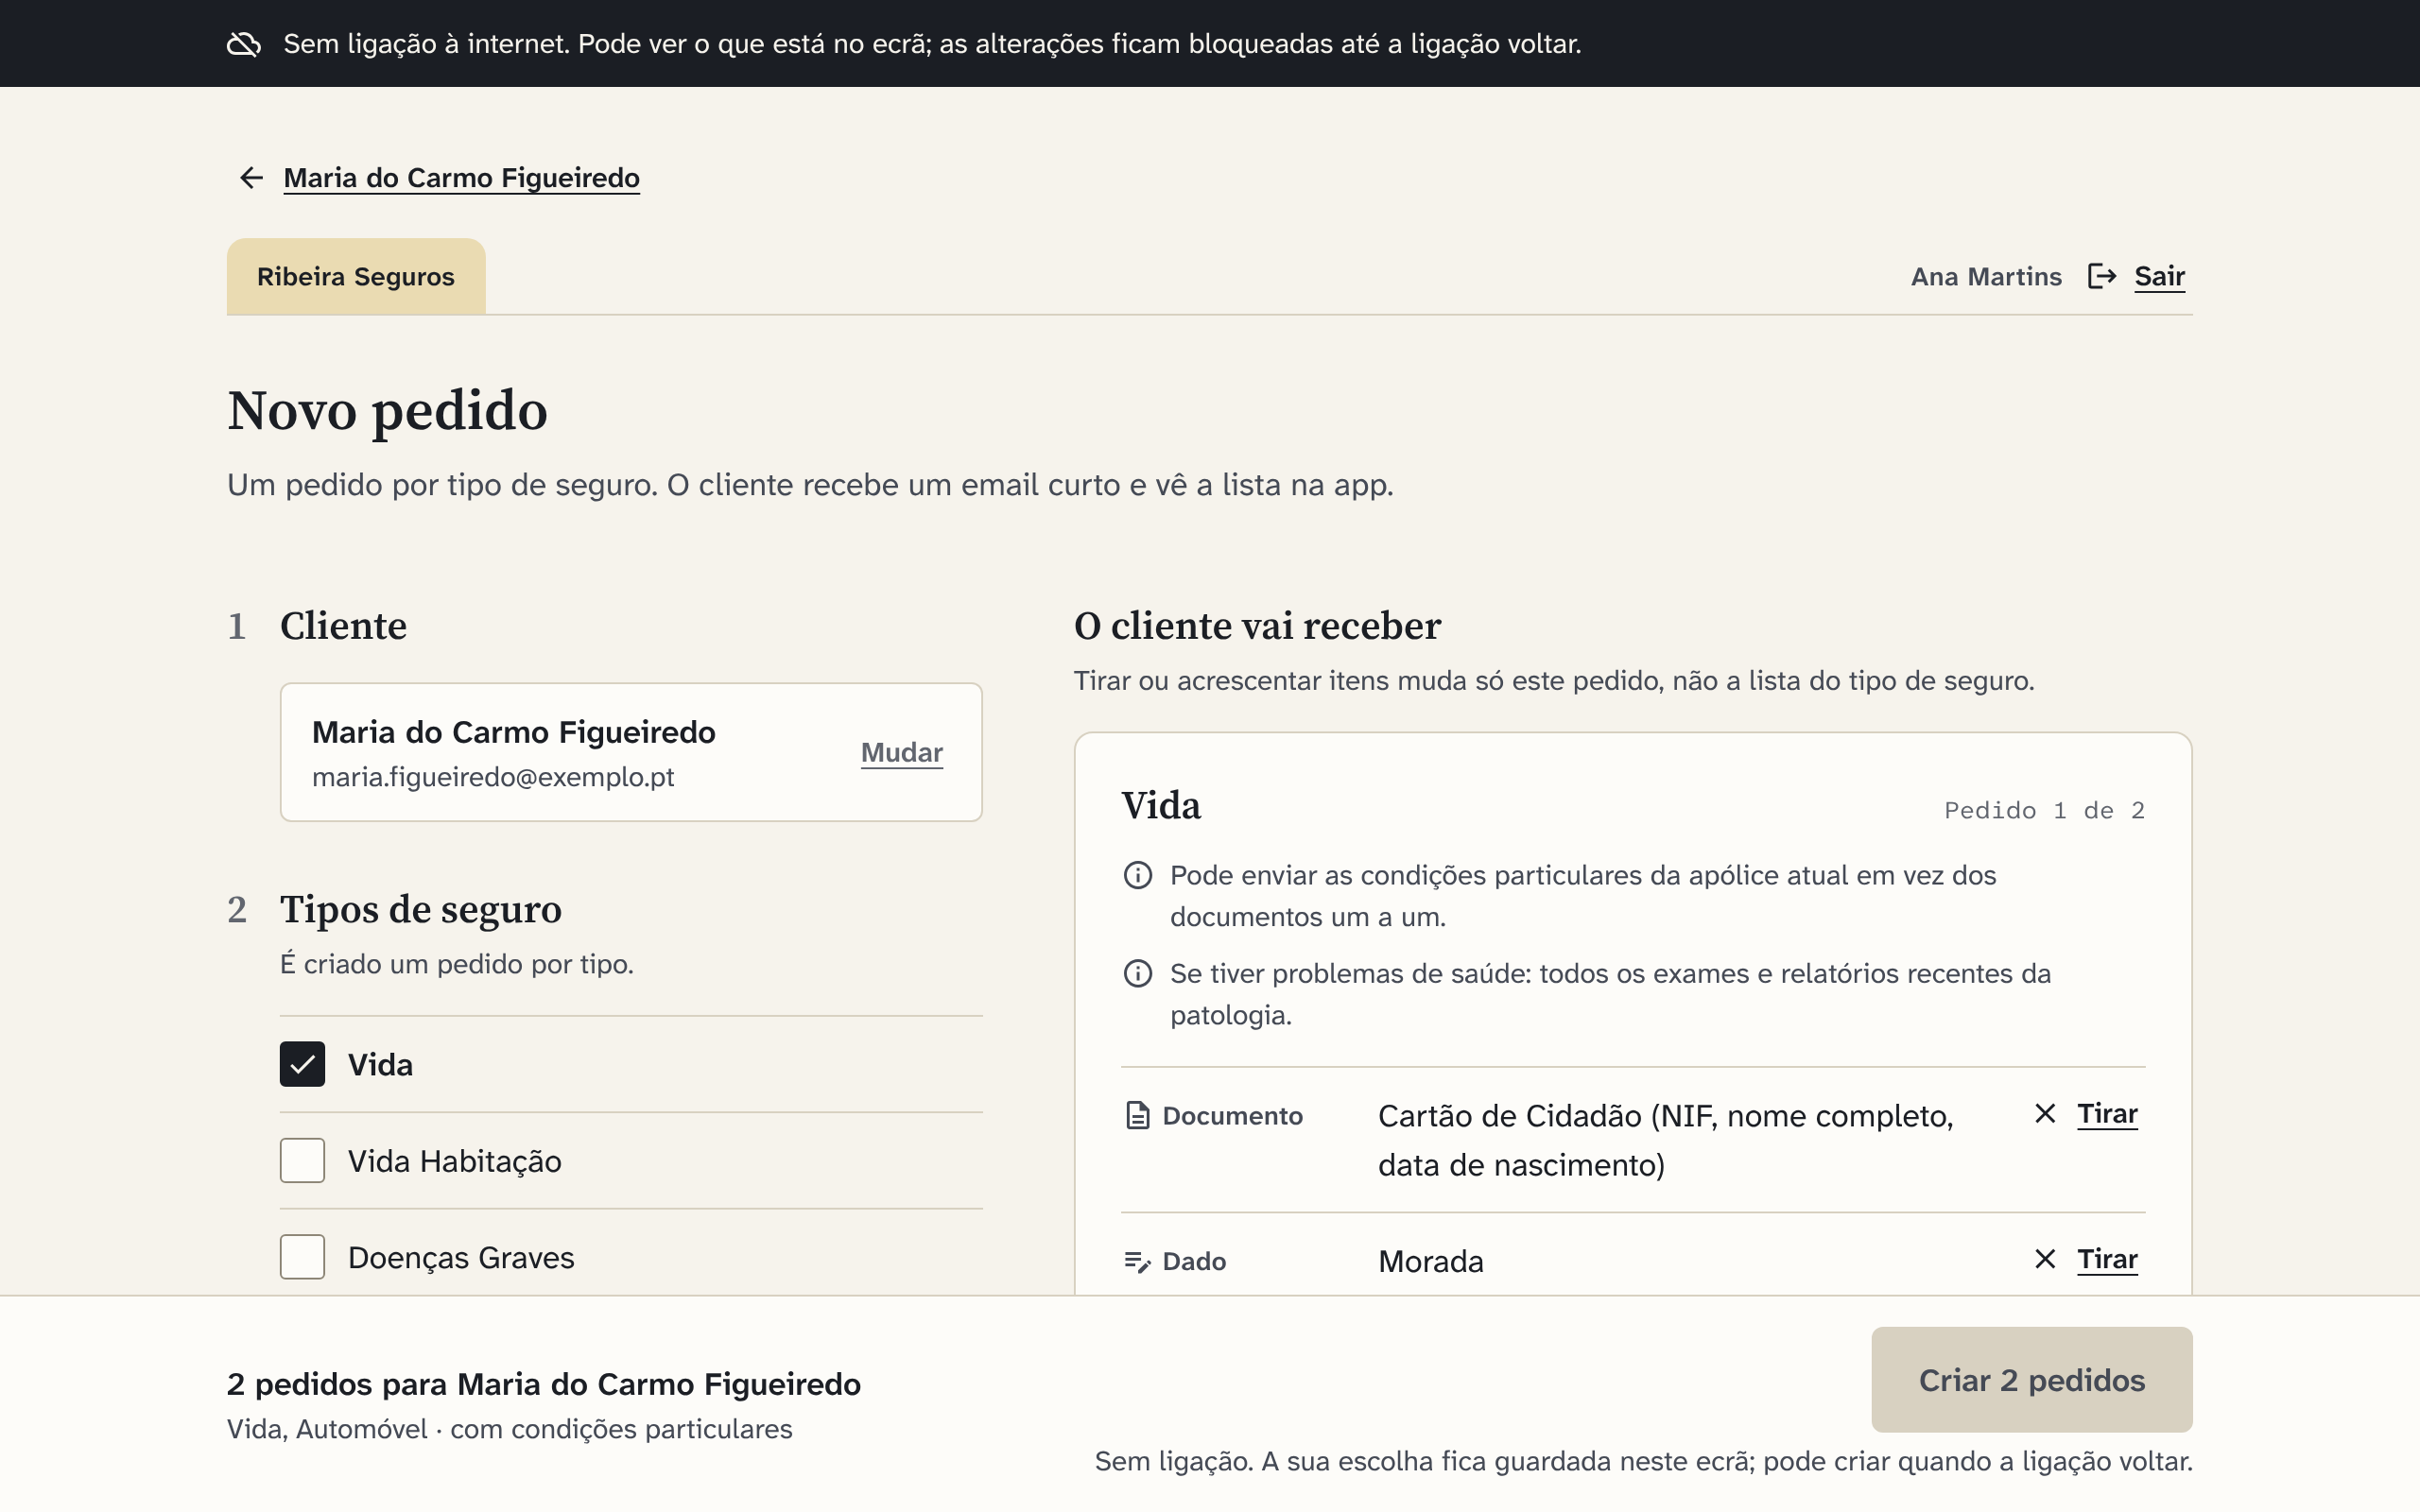 Sem ligação à internet. Pode ver o que está no ecrã; as alterações ficam bloqueadas até a ligação voltar.
Maria do Carmo Figueiredo
Ribeira Seguros
Ana Martins
Sair
Novo pedido
Um pedido por tipo de seguro. O cliente recebe um email curto e vê a lista na app.
1 Cliente
Maria do Carmo Figueiredo
maria.figueiredo@exemplo.pt
Mudar
2 Tipos de seguro
É criado um pedido por tipo.
Vida
Vida Habitação
Doenças Graves
O cliente vai receber
Tirar ou acrescentar itens muda só este pedido, não a lista do tipo de seguro.
Vida
Pedido 1 de 2
Pode enviar as condições particulares da apólice atual em vez dos
documentos um a um.
Se tiver problemas de saúde: todos os exames e relatórios recentes da
patologia.
Documento
Cartão de Cidadão (NIF, nome completo,
data de nascimento)
Tirar
Dado
Morada
Tirar
2 pedidos para Maria do Carmo Figueiredo
Vida, Automóvel · com condições particulares
Criar 2 pedidos
Sem ligação. A sua escolha fica guardada neste ecrã; pode criar quando a ligação voltar.